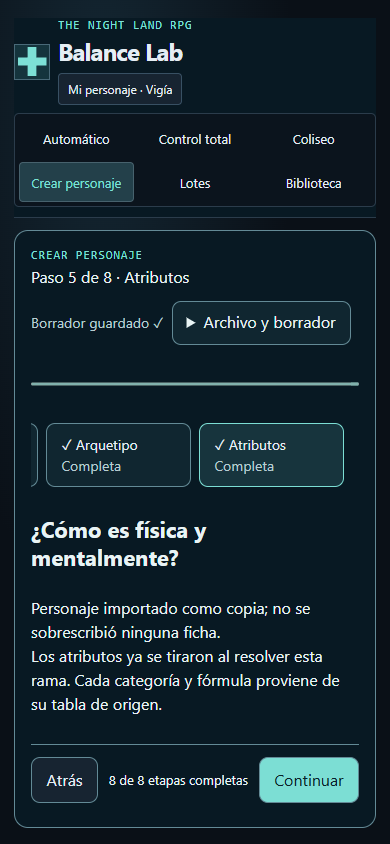 THE NIGHT LAND RPG
Balance Lab
Mi personaje · Vigía
Automático
Control total
Coliseo
Crear personaje
Lotes
Biblioteca
CREAR PERSONAJE
Paso 5 de 8 · Atributos
Borrador guardado ✓
▶ Archivo y borrador
✓ Arquetipo
Completa
✓ Atributos
Completa
¿Cómo es física y
mentalmente?
Personaje importado como copia; no se
sobrescribió ninguna ficha.
Los atributos ya se tiraron al resolver esta
rama. Cada categoría y fórmula proviene de
su tabla de origen.
Atrás
8 de 8 etapas completas
Continuar